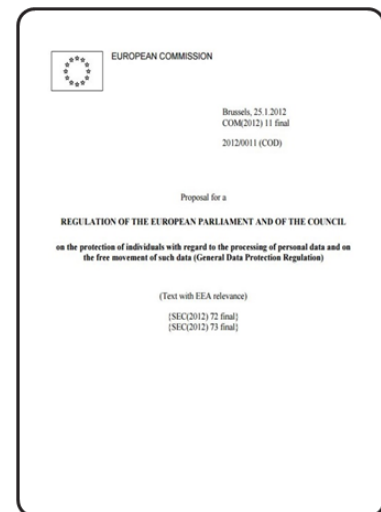 EUROPEAN COMMISSION
Brussels, 25.1.2012
COM(2012) 11 final
2012/0011 (COD)
Proposal for a
REGULATION OF THE EUROPEAN PARLIAMENT AND OF THE COUNCIL
on the protection of individuals with regard to the processing of personal data and on
the free movement of such data (General Data Protection Regulation)
(Text with EEA relevance)
{SEC(2012) 72 final}
{SEC(2012) 73 final}